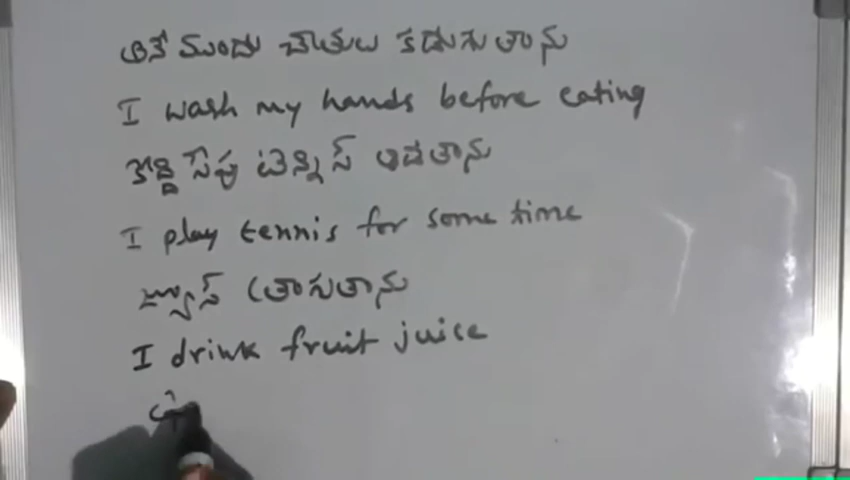 ముందు చేతులు కడుగుతాను
I wash my hands before eating
కొద్ది సేపు టెన్నిస్ ఆడతాను
I play tennis for some time
జ్యూస్ త్రాగుతాను
I drink fruit juice